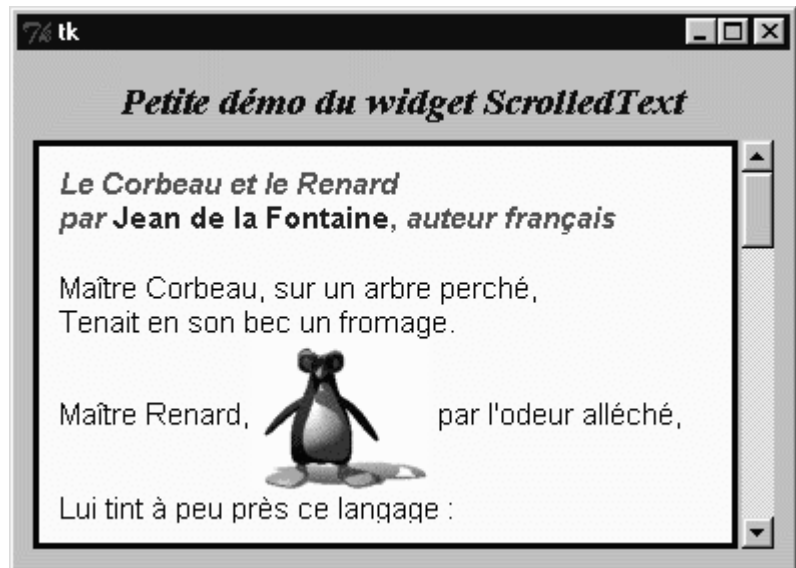 tk
Petite démo du widget ScrolledText
Le Corbeau et le Renard
par Jean de la Fontaine, auteur français
Maître Corbeau, sur un arbre perché,
Tenait en son bec un fromage.
Maître Renard, par l'odeur alléché,
Lui tint à peu près ce langage :